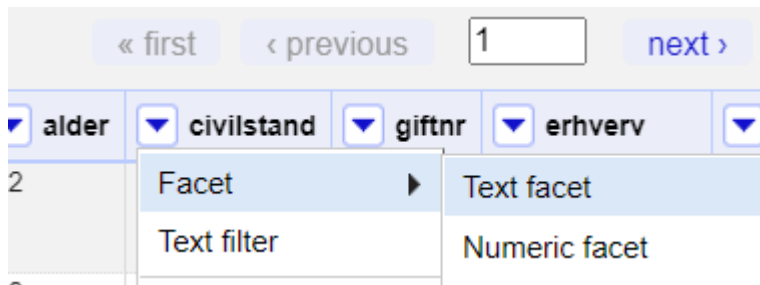 « first ‹ previous 1 next ›
alder civilstand giftnr erhverv
2 Facet Text facet
Text filter Numeric facet